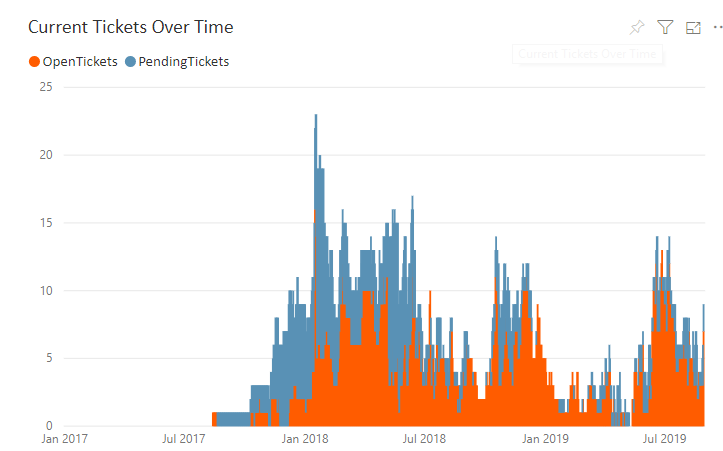 Current Tickets Over Time
Current Tickets Over Time
OpenTickets PendingTickets
25
20
15
10
5
0
Jan 2017 Jul 2017 Jan 2018 Jul 2018 Jan 2019 Jul 2019